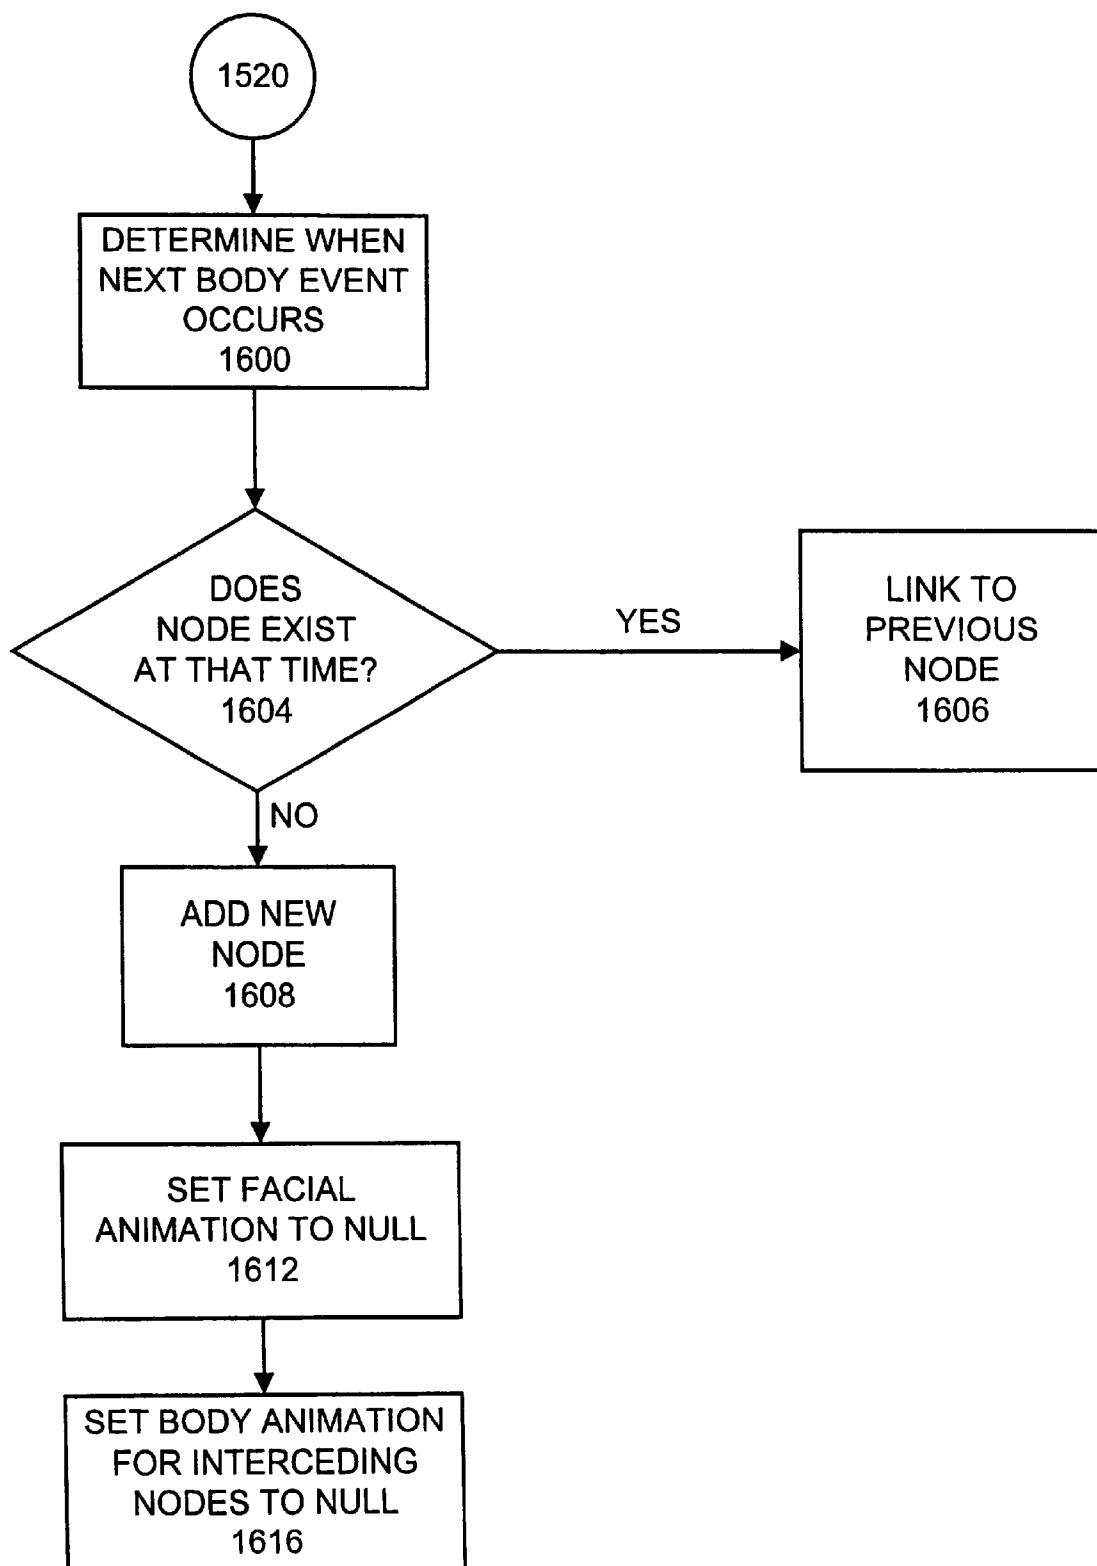 1520
DETERMINE WHEN
NEXT BODY EVENT
OCCURS
1600
DOES
NODE EXIST
AT THAT TIME?
1604
YES
LINK TO
PREVIOUS
NODE
1606
NO
ADD NEW
NODE
1608
SET FACIAL
ANIMATION TO NULL
1612
SET BODY ANIMATION
FOR INTERCEDING
NODES TO NULL
1616